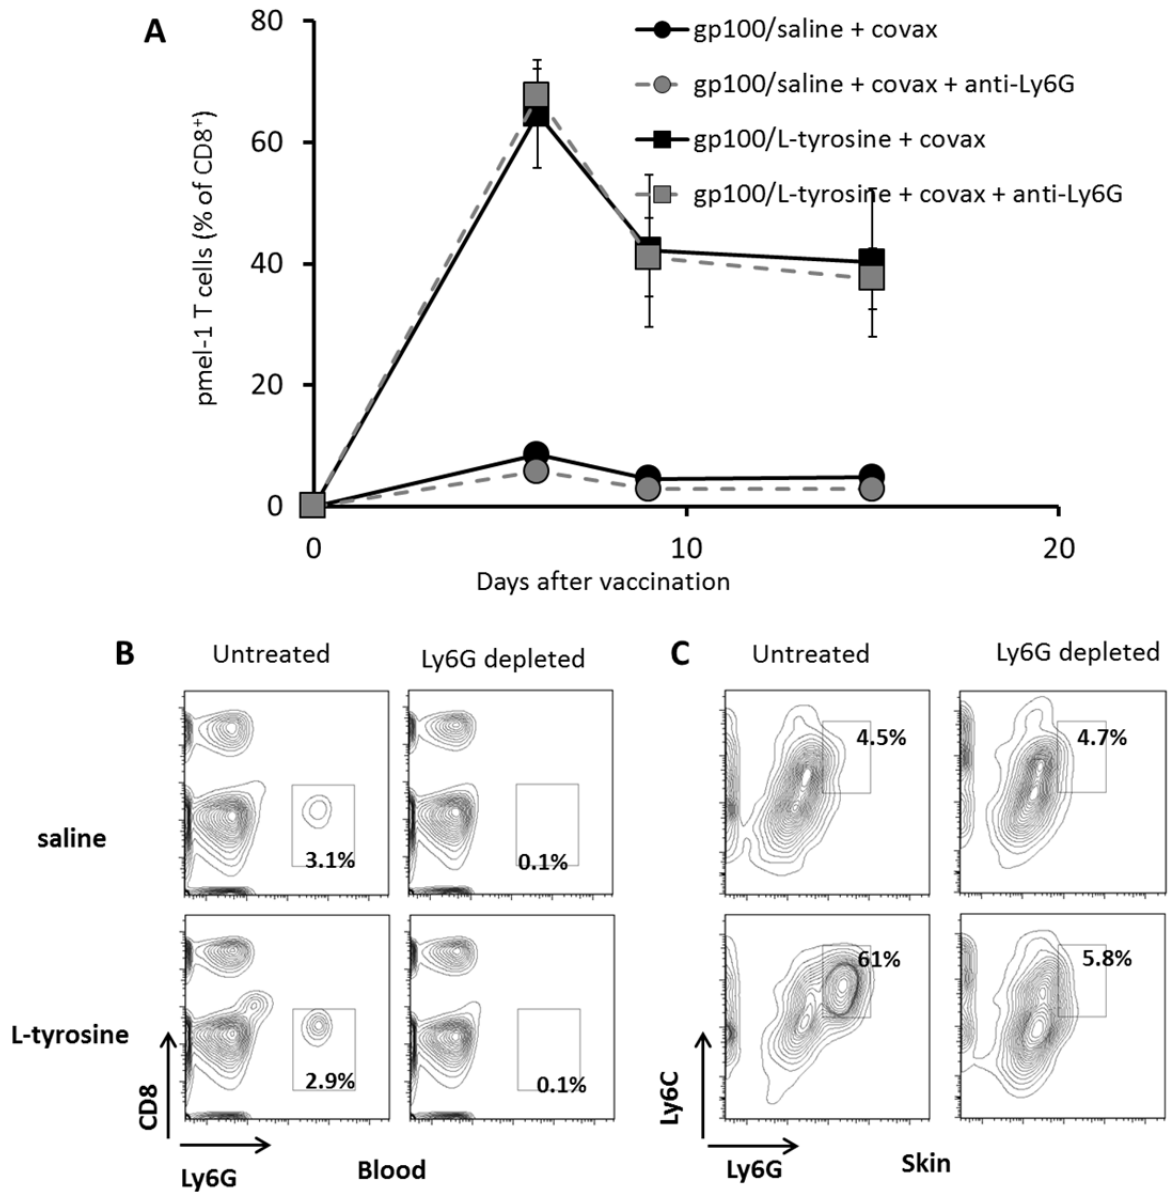 A
80
60
40
20
0
pmel-1 T cells (% of CD8⁺)
gp100/saline + covax
gp100/saline + covax + anti-Ly6G
gp100/L-tyrosine + covax
gp100/L-tyrosine + covax + anti-Ly6G
0 10 20
Days after vaccination
B Untreated Ly6G depleted
C Untreated Ly6G depleted
saline
3.1% 0.1% 4.5% 4.7%
L-tyrosine
2.9% 0.1% 61% 5.8%
CD8
Ly6G
Blood
Ly6C
Ly6G
Skin